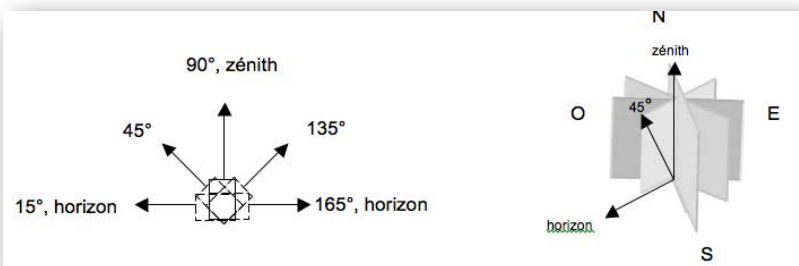 90°, zénith
45°
135°
15°, horizon
165°, horizon
N
zénith
O
45°
E
horizon
S